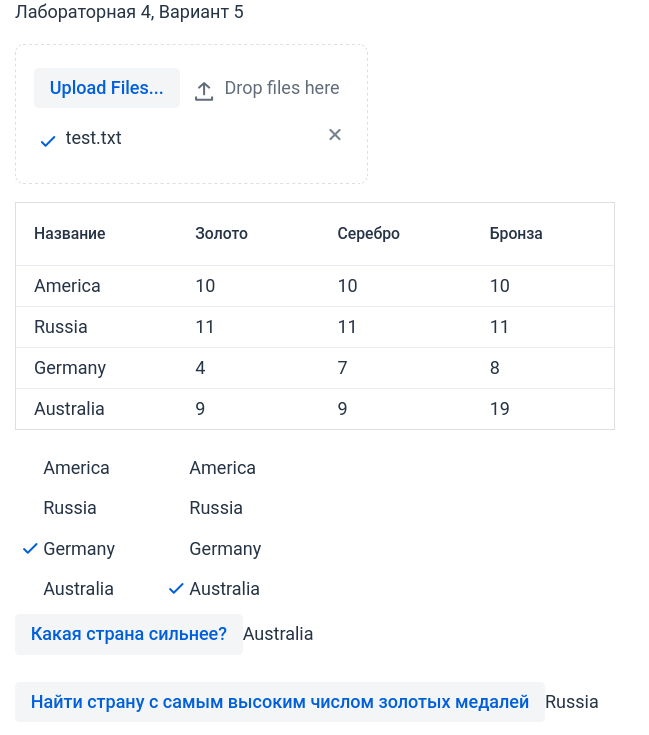 Лабораторная 4, Вариант 5
Upload Files... Drop files here
test.txt
Название Золото Серебро Бронза
America 10 10 10
Russia 11 11 11
Germany 4 7 8
Australia 9 9 19
America America
Russia Russia
Germany Germany
Australia Australia
Какая страна сильнее? Australia
Найти страну с самым высоким числом золотых медалей Russia